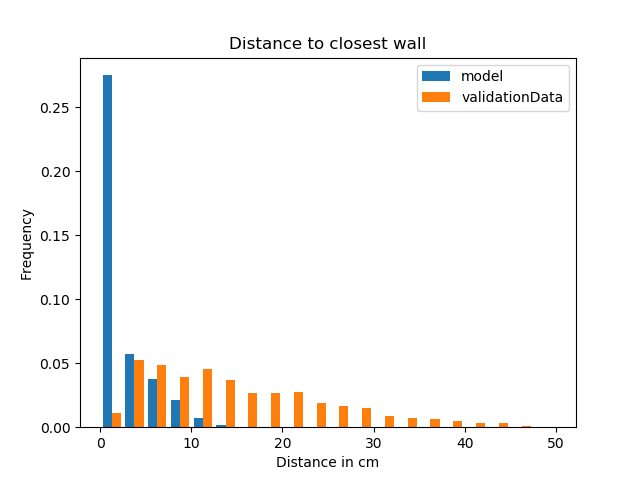 Distance to closest wall
model
validationData
Frequency
0.25
0.20
0.15
0.10
0.05
0.00
0 10 20 30 40 50
Distance in cm